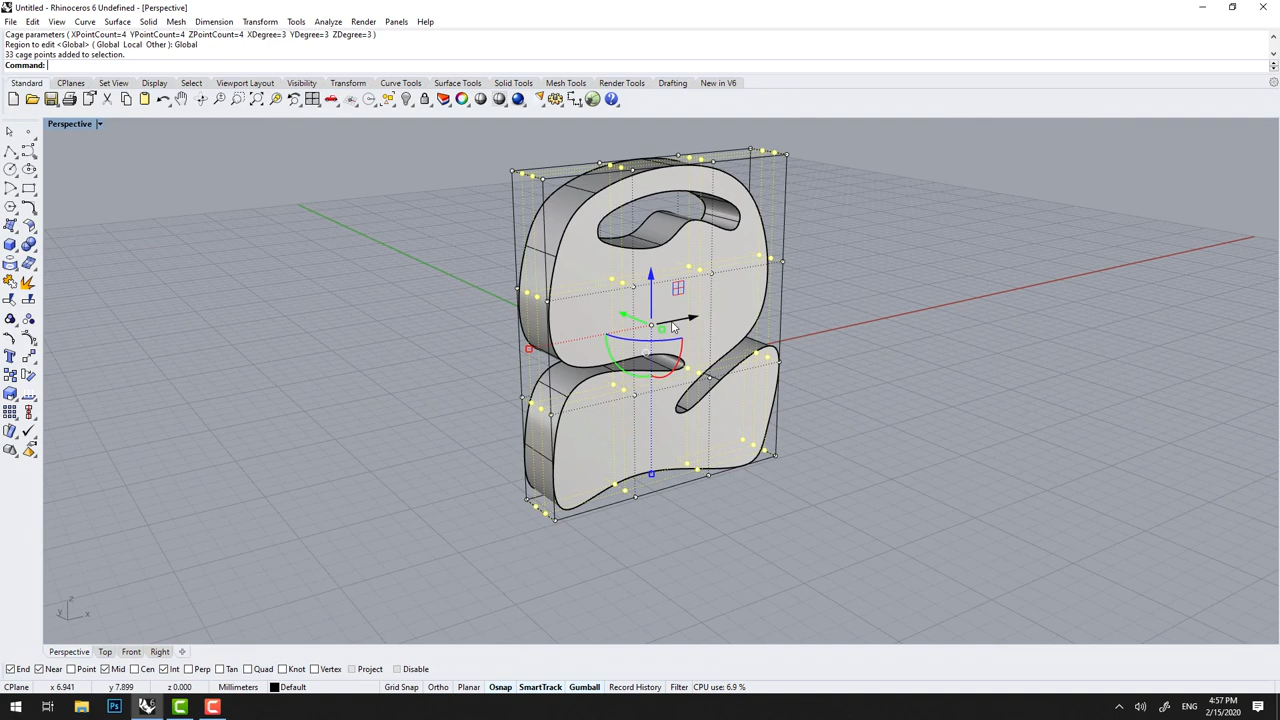 Untitled - Rhinoceros 6 Undefined - [Perspective]
File Edit View Curve Surface Solid Mesh Dimension Transform Tools Analyze Render Panels Help
Cage parameters ( XPointCount=4 YPointCount=4 ZPointCount=4 XDegree=3 YDegree=3 ZDegree=3 )
Region to edit <Global> ( Global Local Other ): Global
33 cage points added to selection.
Command:
Standard CPlanes Set View Display Select Viewport Layout Visibility Transform Curve Tools Surface Tools Solid Tools Mesh Tools Render Tools Drafting New in V6
Perspective
z
y x
Perspective Top Front Right
End Near Point Mid Cen Int Perp Tan Quad Knot Vertex Project Disable
CPlane x 6.941 y 7.899 z 0.000 Millimeters Default Grid Snap Ortho Planar Osnap SmartTrack Gumball Record History Filter CPU use: 6.9 %
Ps 6 C C ENG 4:57 PM
2/15/2020